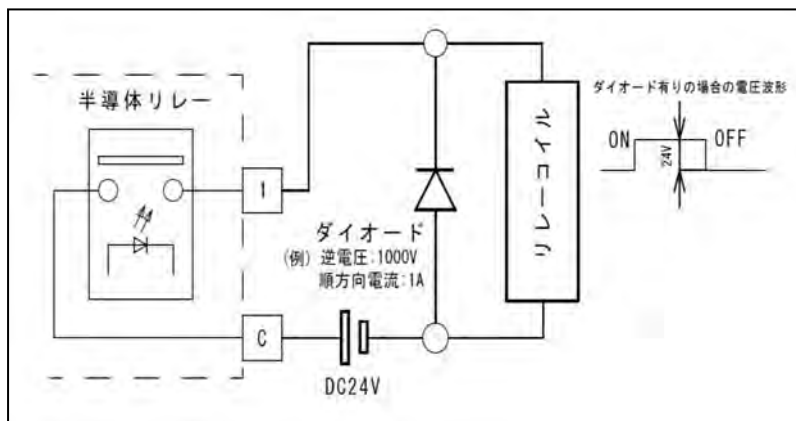 半導体リレー
1
C
DC24V
ダイオード
(例) 逆電圧:1000V
順方向電流:1A
リレーコイル
ダイオード有りの場合の電圧波形
ON
24V
OFF